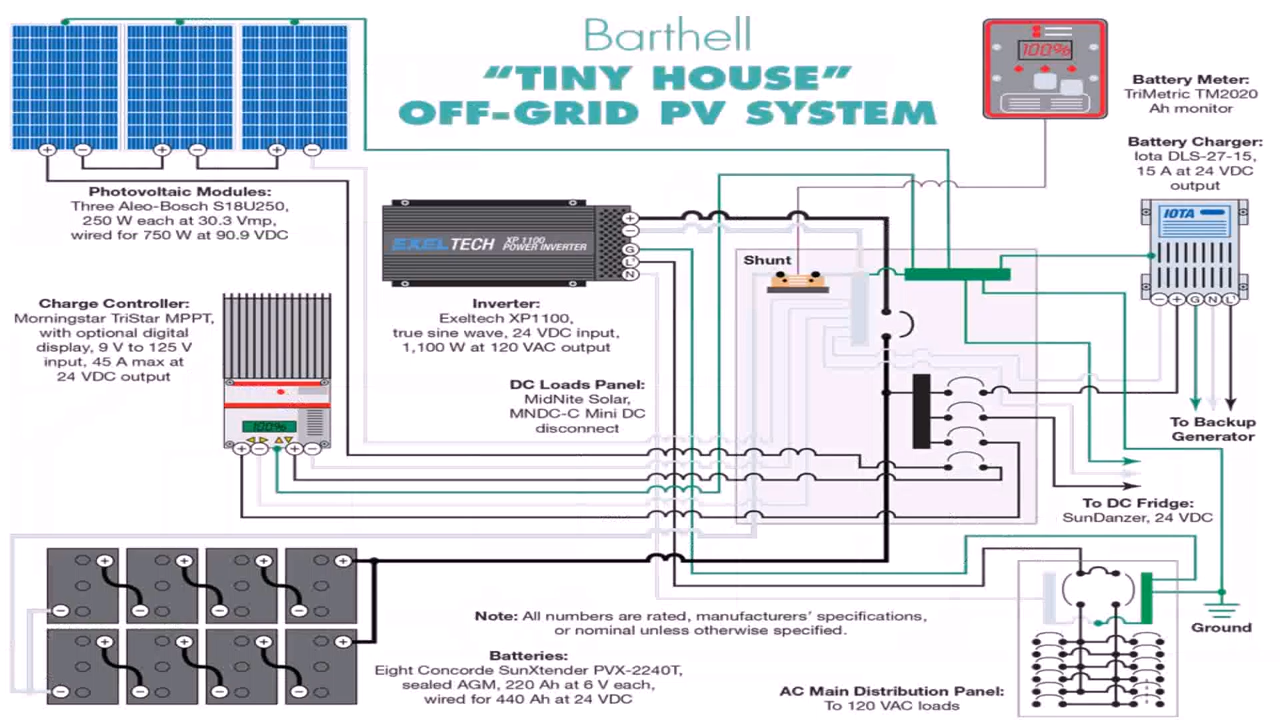 Barthell
“TINY HOUSE”
OFF-GRID PV SYSTEM
100%
Battery Meter:
TriMetric TM2020
Ah monitor
Battery Charger:
Iota DLS-27-15,
15 A at 24 VDC
output
IOTA
− + G N L
To Backup
Generator
+ − + − + −
Photovoltaic Modules:
Three Aleo-Bosch S18U250,
250 W each at 30.3 Vmp,
wired for 750 W at 90.9 VDC
EXELTECH XP 1100
POWER INVERTER
+
−
G
L
N
Inverter:
Exeltech XP1100,
true sine wave, 24 VDC input,
1,100 W at 120 VAC output
Shunt
Charge Controller:
Morningstar TriStar MPPT,
with optional digital
display, 9 V to 125 V
input, 45 A max at
24 VDC output
100%
+ − + −
DC Loads Panel:
MidNite Solar,
MNDC-C Mini DC
disconnect
To DC Fridge:
SunDanzer, 24 VDC
Ground
+ + + +
− − − −
+ + + +
− − − −
Note: All numbers are rated, manufacturers’ specifications,
or nominal unless otherwise specified.
Batteries:
Eight Concorde SunXtender PVX-2240T,
sealed AGM, 220 Ah at 6 V each,
wired for 440 Ah at 24 VDC
AC Main Distribution Panel:
To 120 VAC loads